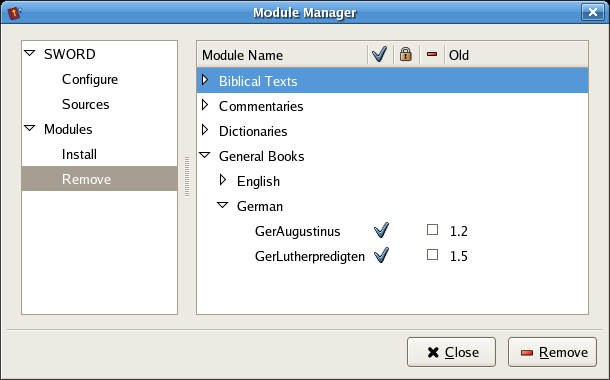 Module Manager
SWORD
Configure
Sources
Modules
Install
Remove
Module Name Old
Biblical Texts
Commentaries
Dictionaries
General Books
English
German
GerAugustinus 1.2
GerLutherpredigten 1.5
Close Remove